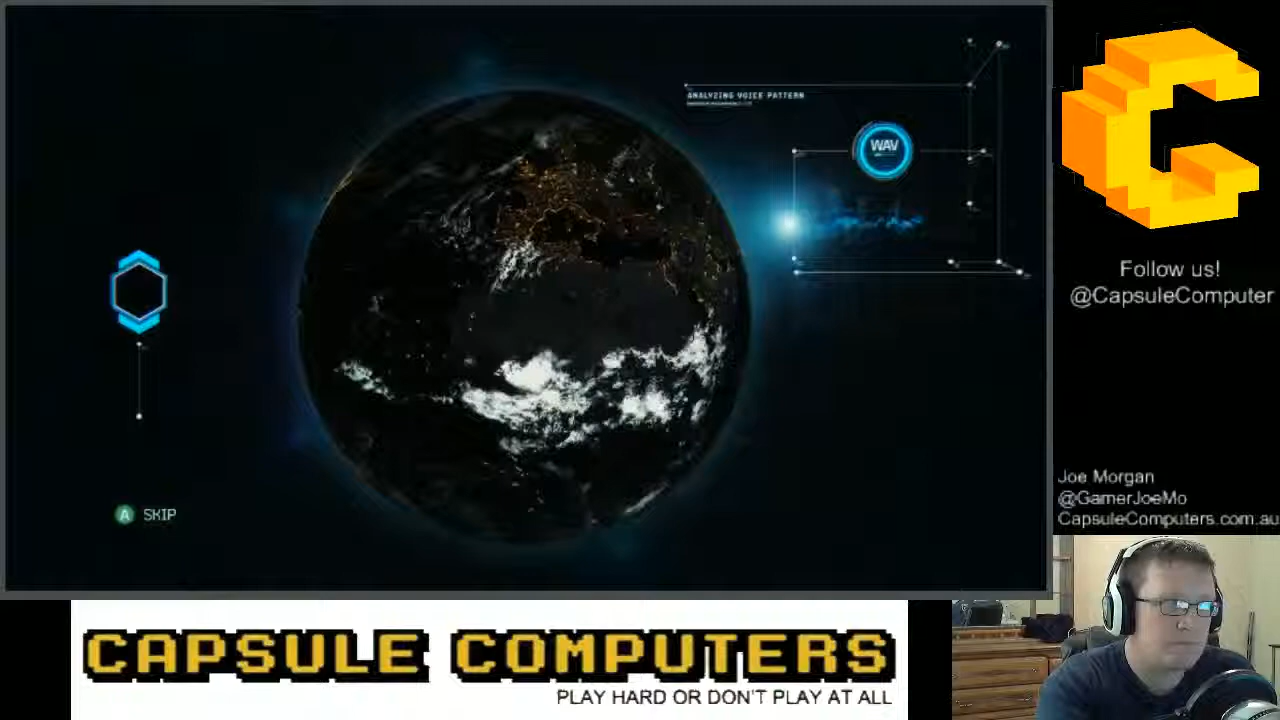 ANALYZING VOICE PATTERN
WAV
A SKIP
Follow us!
@CapsuleComputer
Joe Morgan
@GamerJoeMo
CapsuleComputers.com.au
CAPSULE COMPUTERS
PLAY HARD OR DON'T PLAY AT ALL